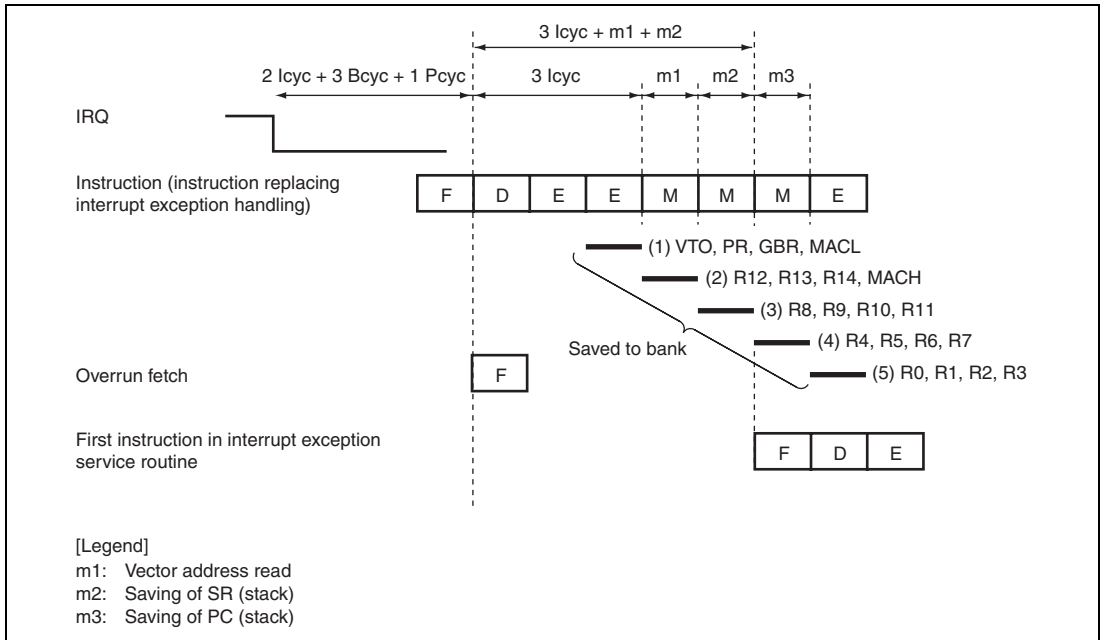 3 Icyc + m1 + m2
2 Icyc + 3 Bcyc + 1 Pcyc
3 Icyc
m1
m2
m3
IRQ
Instruction (instruction replacing
interrupt exception handling)
F D E E M M M E
(1) VTO, PR, GBR, MACL
(2) R12, R13, R14, MACH
(3) R8, R9, R10, R11
(4) R4, R5, R6, R7
Saved to bank
(5) R0, R1, R2, R3
Overrun fetch
F
First instruction in interrupt exception
service routine
F D E
[Legend]
m1: Vector address read
m2: Saving of SR (stack)
m3: Saving of PC (stack)